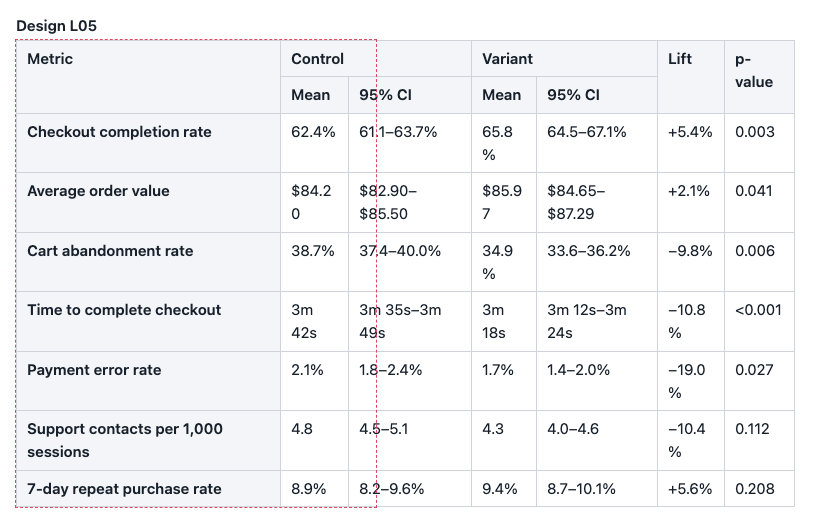 Design L05
Metric Control Variant Lift p-
value
Mean 95% CI Mean 95% CI
Checkout completion rate 62.4% 61.1–63.7% 65.8 64.5–67.1% +5.4% 0.003
%
Average order value $84.2 $82.90– $85.9 $84.65– +2.1% 0.041
0 $85.50 7 $87.29
Cart abandonment rate 38.7% 37.4–40.0% 34.9 33.6–36.2% −9.8% 0.006
%
Time to complete checkout 3m 3m 35s–3m 3m 3m 12s–3m −10.8 <0.001
42s 49s 18s 24s %
Payment error rate 2.1% 1.8–2.4% 1.7% 1.4–2.0% −19.0 0.027
%
Support contacts per 1,000 4.8 4.5–5.1 4.3 4.0–4.6 −10.4 0.112
sessions %
7-day repeat purchase rate 8.9% 8.2–9.6% 9.4% 8.7–10.1% +5.6% 0.208